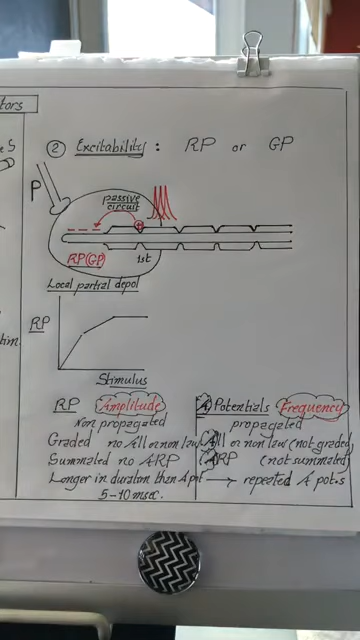 tors
② Excitability : RP or GP
P
passive
circuit
+
RP(GP)
1st
Local partial depol
RP
Stimulus
RP Amplitude
Non propagated
Graded no All or non law
Summated no ARP
Longer in duration than A pot → repeated A pot.s
5-10 msec.
A Potentials Frequency
propagated
All or non law (not graded)
ARP (not summated)